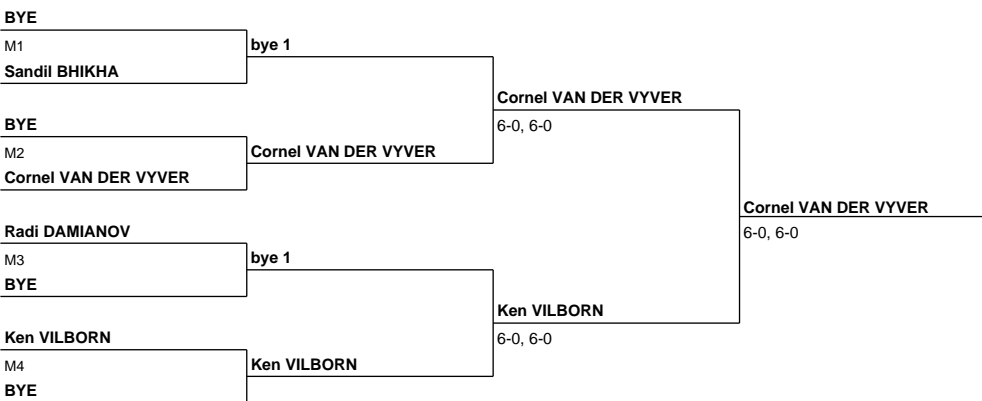 BYE
M1
Sandil BHIKHA
bye 1
BYE
M2
Cornel VAN DER VYVER
Cornel VAN DER VYVER
Cornel VAN DER VYVER
6-0, 6-0
Radi DAMIANOV
M3
BYE
bye 1
Ken VILBORN
M4
BYE
Ken VILBORN
Ken VILBORN
6-0, 6-0
Cornel VAN DER VYVER
6-0, 6-0